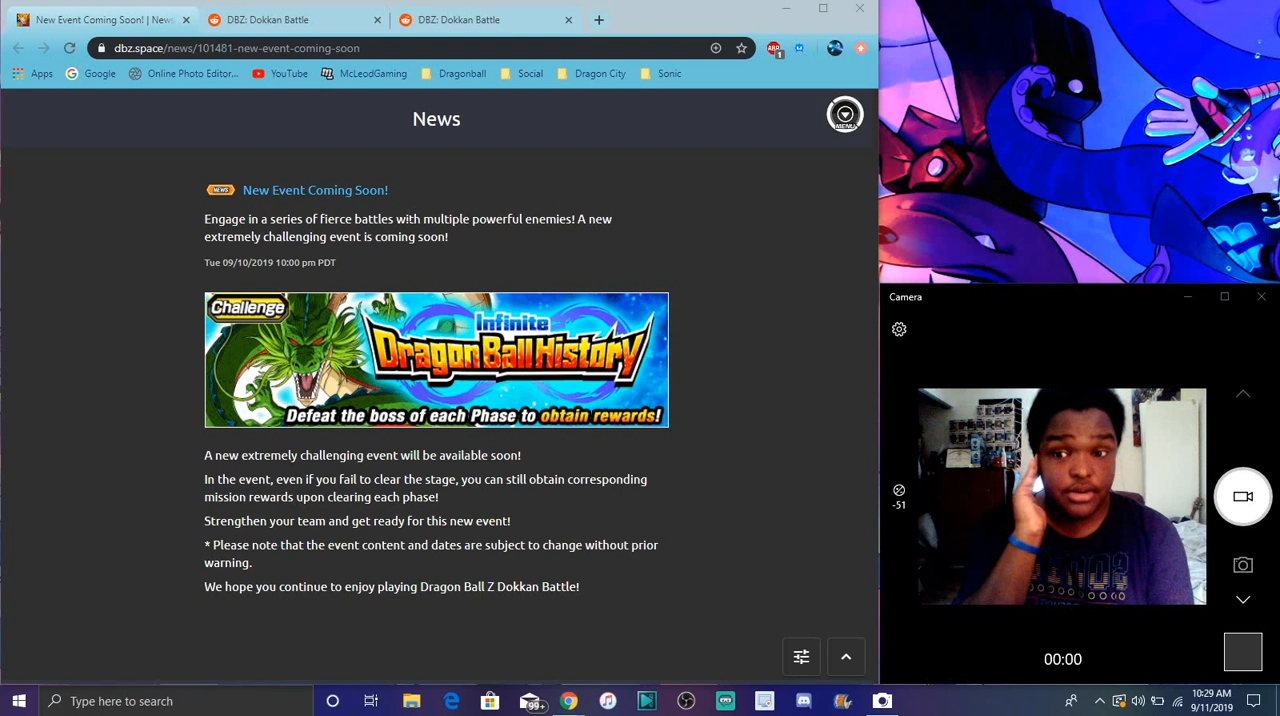 New Event Coming Soon! | News
DBZ: Dokkan Battle
DBZ: Dokkan Battle
dbz.space/news/101481-new-event-coming-soon
ABP
1
Apps
Google
Online Photo Editor...
YouTube
McLeodGaming
Dragonball
Social
Dragon City
Sonic
News
MENU
NEWS
New Event Coming Soon!
Engage in a series of fierce battles with multiple powerful enemies! A new
extremely challenging event is coming soon!
Tue 09/10/2019 10:00 pm PDT
Challenge
Infinite
Dragon Ball History
Defeat the boss of each Phase to obtain rewards!
A new extremely challenging event will be available soon!
In the event, even if you fail to clear the stage, you can still obtain corresponding
mission rewards upon clearing each phase!
Strengthen your team and get ready for this new event!
* Please note that the event content and dates are subject to change without prior
warning.
We hope you continue to enjoy playing Dragon Ball Z Dokkan Battle!
Camera
-51
00:00
Type here to search
99+
10:29 AM
9/11/2019